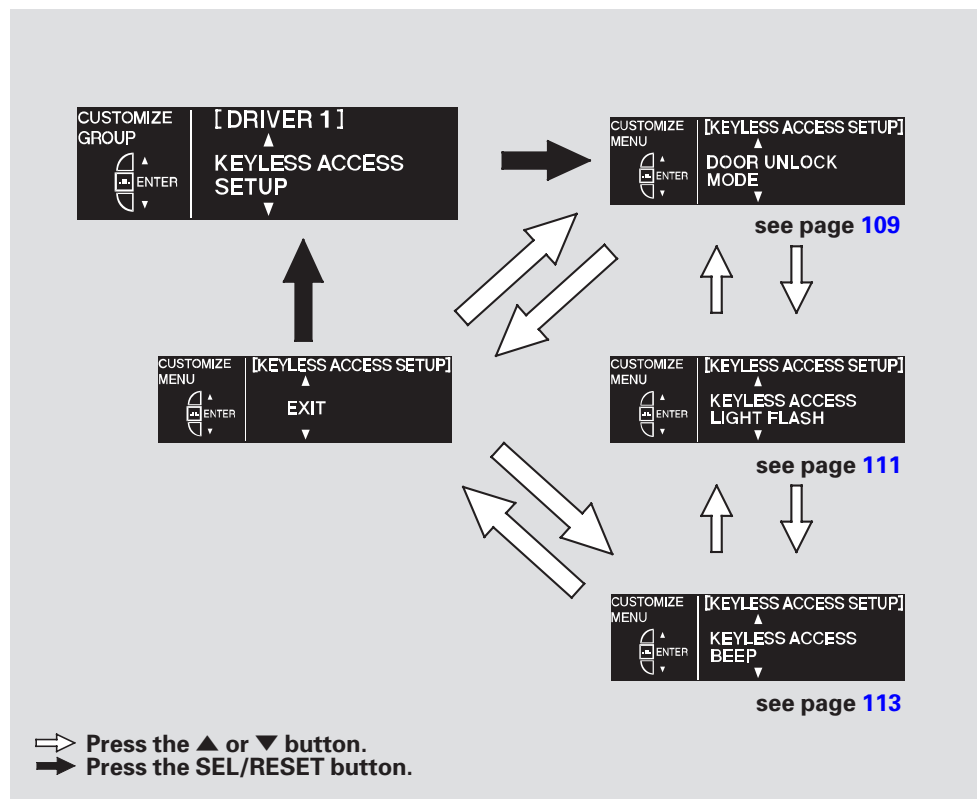 CUSTOMIZE
GROUP
ENTER
[ DRIVER 1 ]
▲
KEYLESS ACCESS
SETUP
▼
CUSTOMIZE
MENU
ENTER
[KEYLESS ACCESS SETUP]
▲
DOOR UNLOCK
MODE
▼
see page 109
CUSTOMIZE
MENU
ENTER
[KEYLESS ACCESS SETUP]
▲
EXIT
▼
CUSTOMIZE
MENU
ENTER
[KEYLESS ACCESS SETUP]
▲
KEYLESS ACCESS
LIGHT FLASH
▼
see page 111
CUSTOMIZE
MENU
ENTER
[KEYLESS ACCESS SETUP]
▲
KEYLESS ACCESS
BEEP
▼
see page 113
Press the ▲ or ▼ button.
Press the SEL/RESET button.